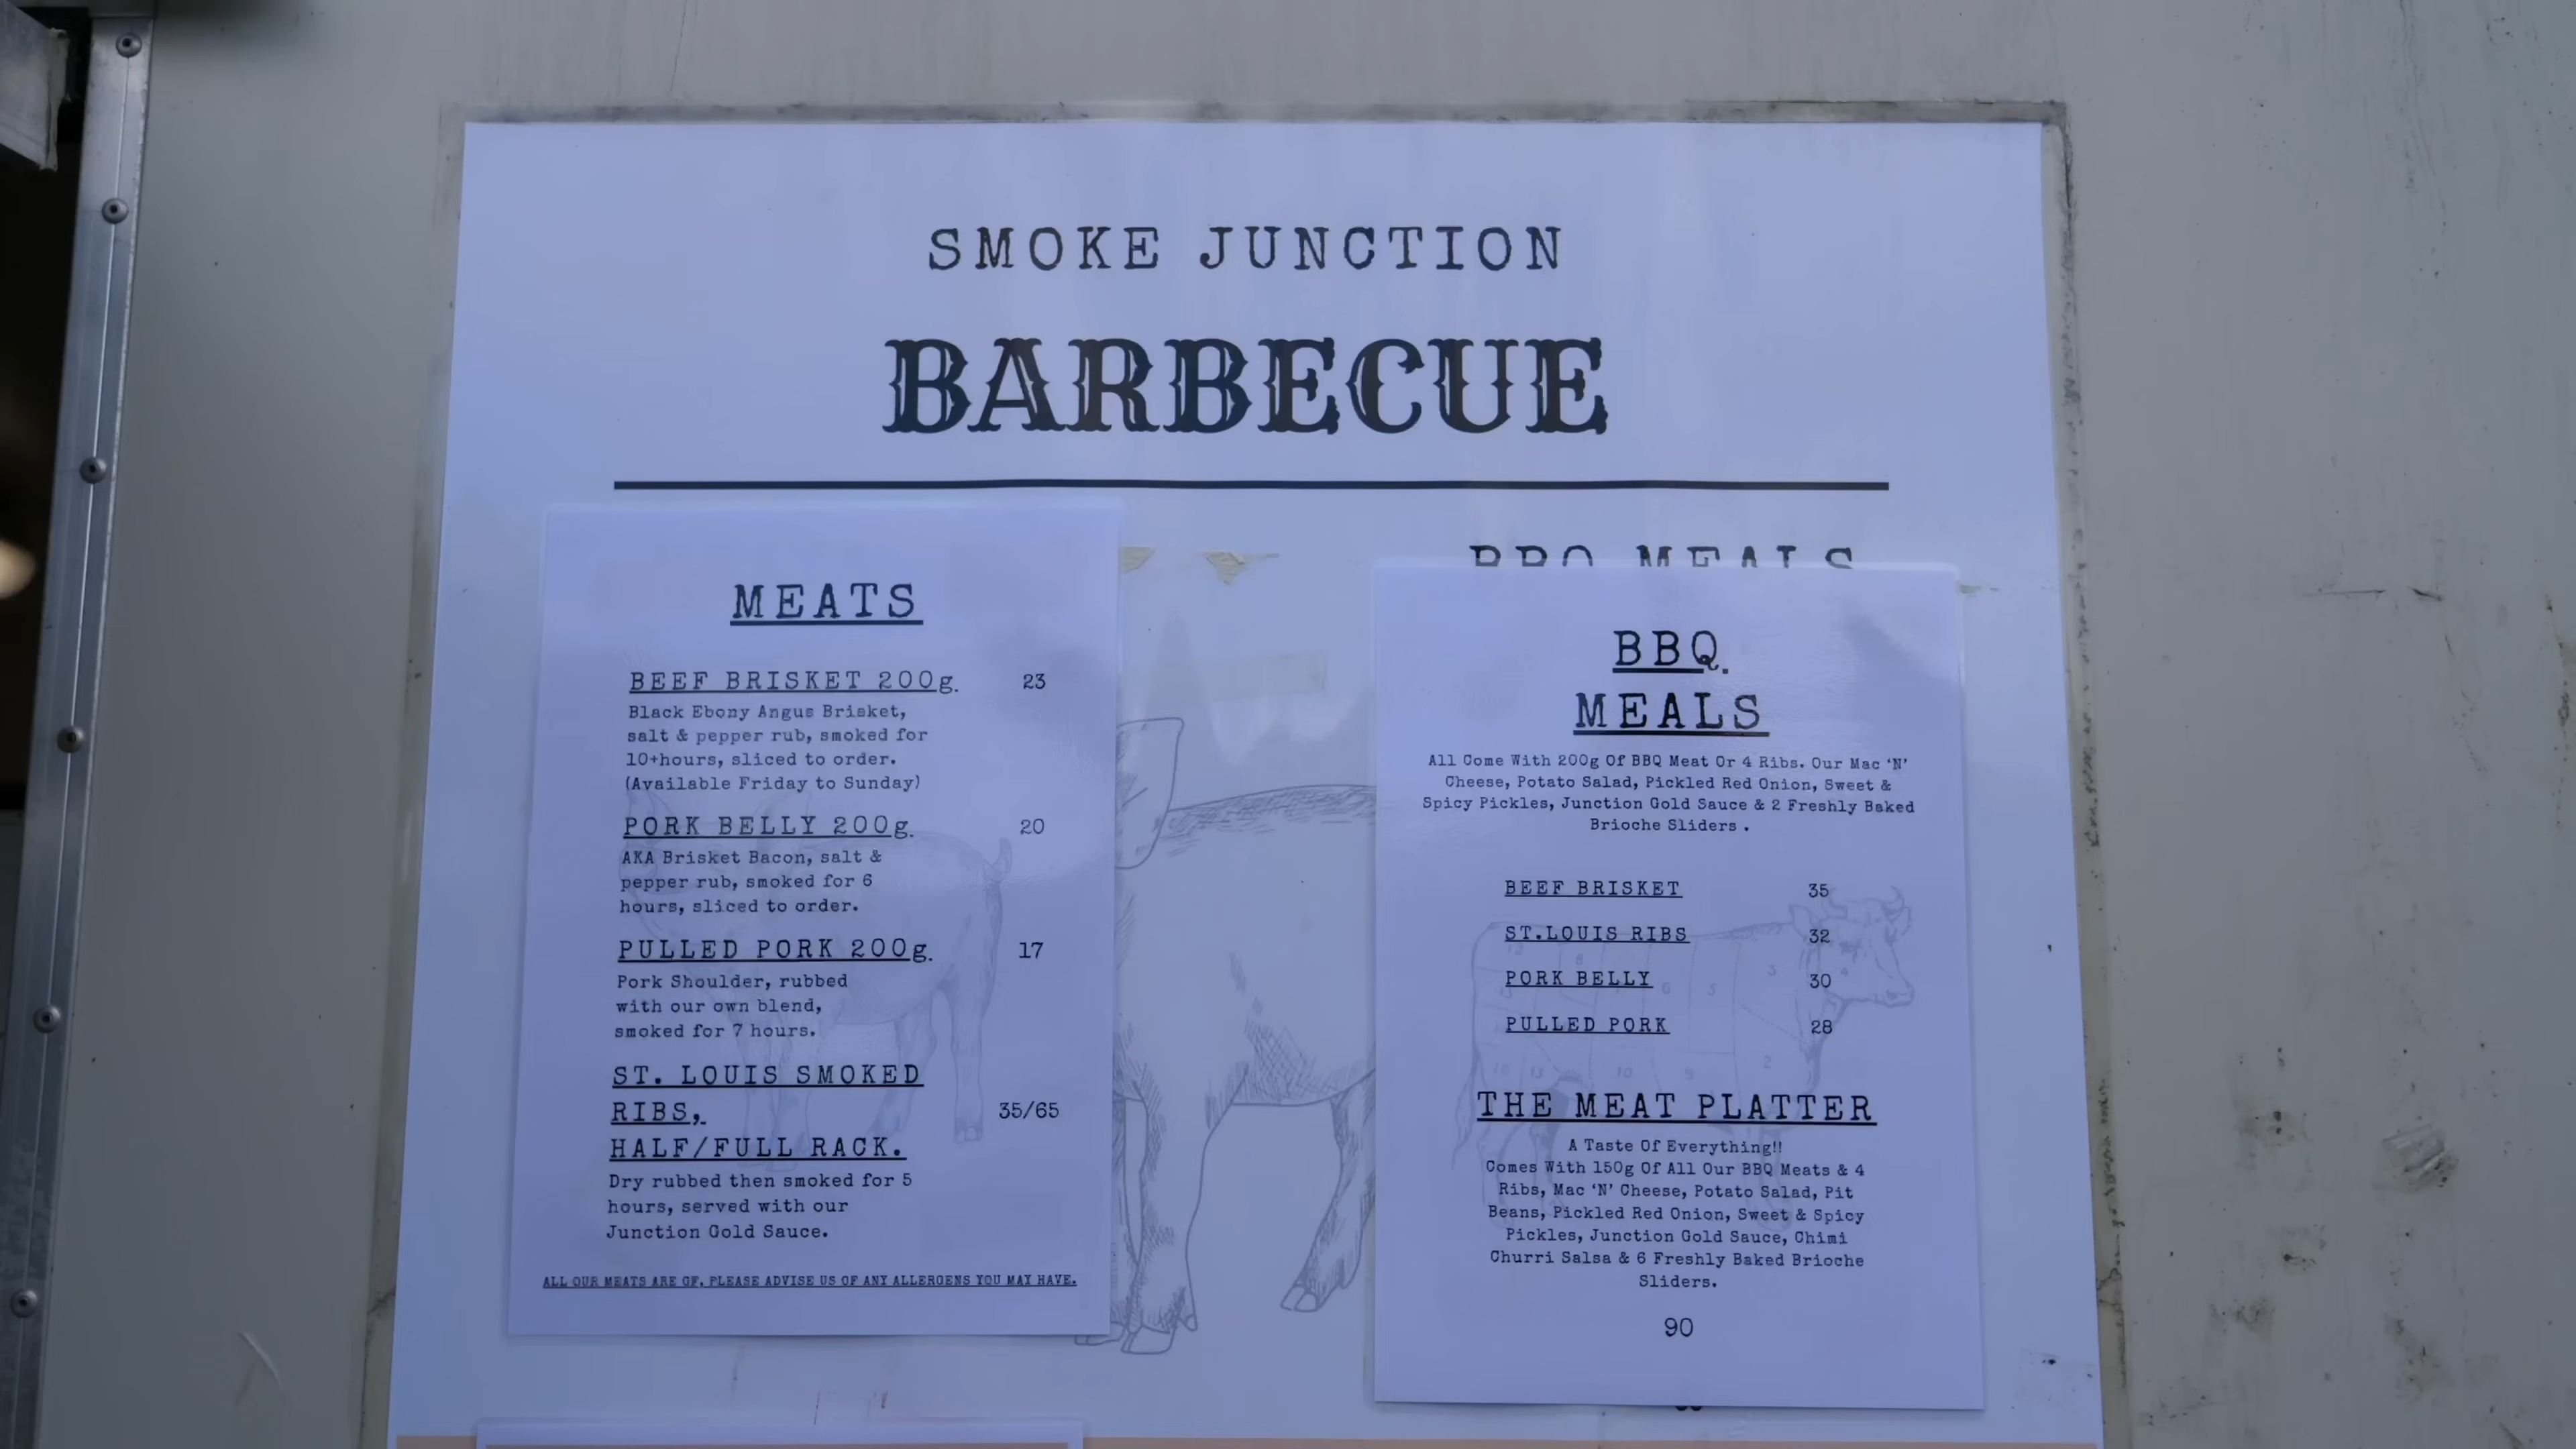 SMOKE JUNCTION
BARBECUE
MEATS
BEEF BRISKET 200g. 23
Black Ebony Angus Brisket,
salt & pepper rub, smoked for
10+hours, sliced to order.
(Available Friday to Sunday)
PORK BELLY 200g. 20
AKA Brisket Bacon, salt &
pepper rub, smoked for 6
hours, sliced to order.
PULLED PORK 200g. 17
Pork Shoulder, rubbed
with our own blend,
smoked for 7 hours.
ST. LOUIS SMOKED
RIBS, 35/65
HALF/FULL RACK.
Dry rubbed then smoked for 5
hours, served with our
Junction Gold Sauce.
ALL OUR MEATS ARE GF, PLEASE ADVISE US OF ANY ALLERGENS YOU MAY HAVE.
BBQ MEALS
BBQ
MEALS
All Come With 200g Of BBQ Meat Or 4 Ribs. Our Mac 'N'
Cheese, Potato Salad, Pickled Red Onion, Sweet &
Spicy Pickles, Junction Gold Sauce & 2 Freshly Baked
Brioche Sliders .
BEEF BRISKET 35
ST.LOUIS RIBS 32
PORK BELLY 30
PULLED PORK 28
THE MEAT PLATTER
A Taste Of Everything!!
Comes With 150g Of All Our BBQ Meats & 4
Ribs, Mac 'N' Cheese, Potato Salad, Pit
Beans, Pickled Red Onion, Sweet & Spicy
Pickles, Junction Gold Sauce, Chimi
Churri Salsa & 6 Freshly Baked Brioche
Sliders.
90